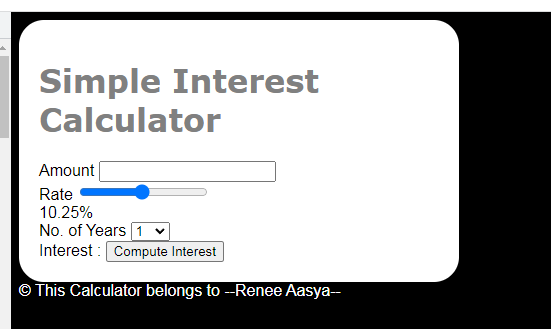 Simple Interest
Calculator
Amount
Rate
10.25%
No. of Years 1
Interest : Compute Interest
© This Calculator belongs to --Renee Aasya--